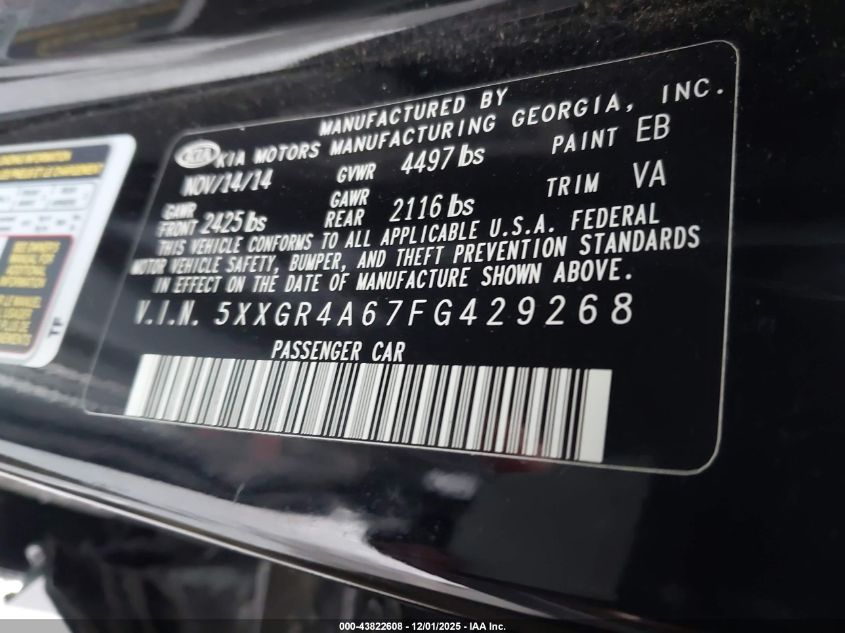 MANUFACTURED BY
KIA KIA MOTORS MANUFACTURING GEORGIA, INC.
NOV/14/14 GVWR 4497 lbs PAINT EB
GAWR FRONT 2425 lbs GAWR REAR 2116 lbs TRIM VA
THIS VEHICLE CONFORMS TO ALL APPLICABLE U.S.A. FEDERAL
MOTOR VEHICLE SAFETY, BUMPER, AND THEFT PREVENTION STANDARDS
IN EFFECT ON THE DATE OF MANUFACTURE SHOWN ABOVE.
V.I.N. 5XXGR4A67FG429268
PASSENGER CAR
TF
000-43822608 - 12/01/2025 - IAA Inc.